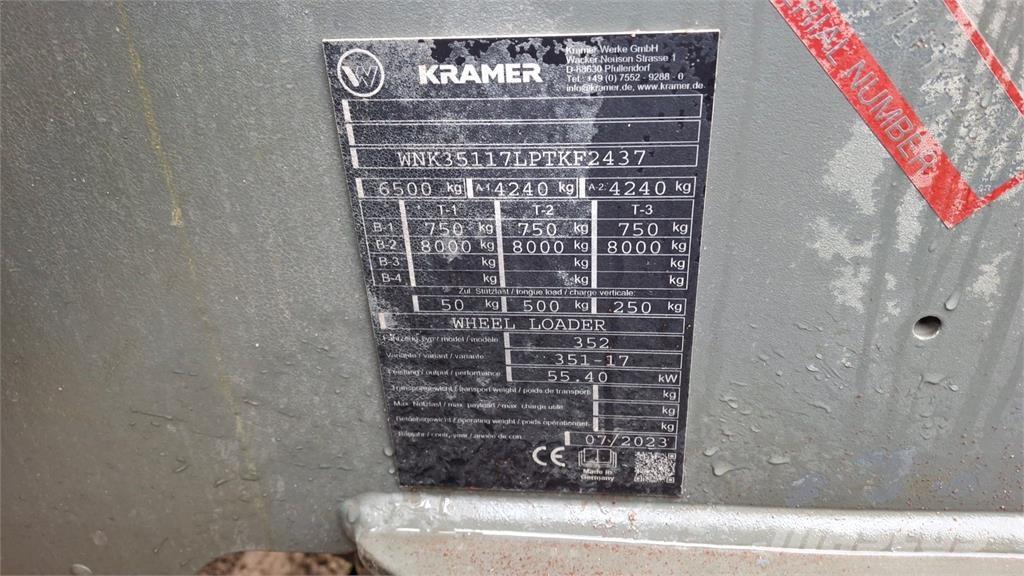 KRAMER
Kramer-Werke GmbH
Wacker Neuson Strasse 1
D-88630 Pfullendorf
Tel.:+49 (0) 7552 - 9288 - 0
info@kramer.de, www.kramer.de
WNK35117LPTKF2437
6500 kg A-1 4240 kg A-2 4240 kg
T-1 T-2 T-3
B-1 750 kg 750 kg 750 kg
B-2 8000 kg 8000 kg 8000 kg
B-3 kg kg kg
B-4 kg kg kg
Zul. Stützlast / tongue load / charge verticale:
50 kg 500 kg 250 kg
WHEEL LOADER
Fahrzeug typ / model / modèle 352
Variante / variant / variante 351-17
Leistung / output / performance 55.40 kW
Transportgewicht / transport weight / poids de transport kg
Max. Nutzlast / max. payload / max. charge utile kg
Betriebsgewicht / operating weight / poids opérationnel kg
Baujahr / contr. year / année de con. 07/2023
CE
Made in
Germany
NUMBER